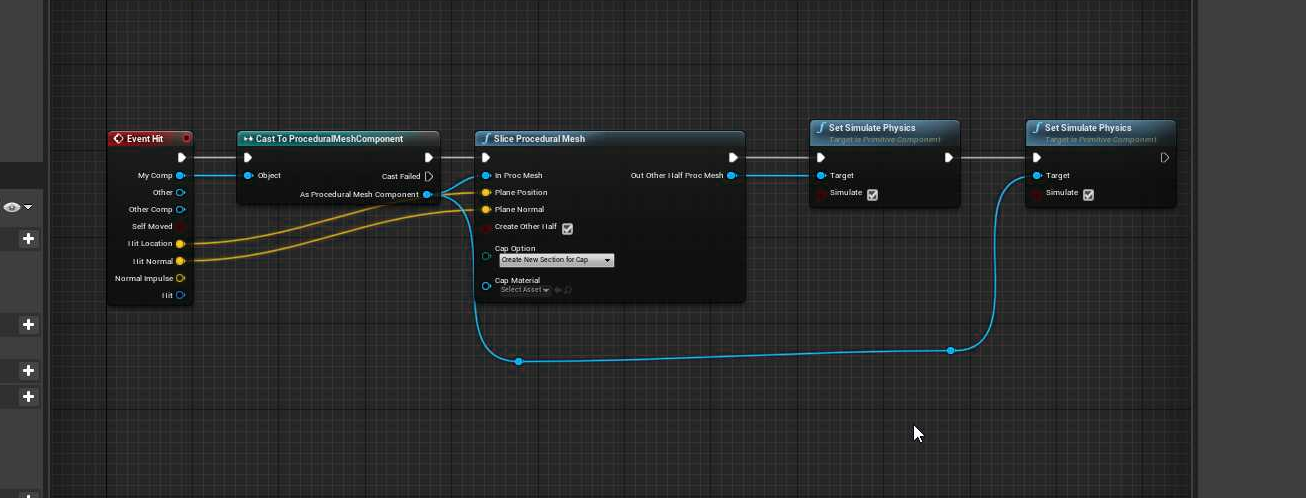 Event Hit
My Comp
Other
Other Comp
Self Moved
Hit Location
Hit Normal
Normal Impulse
Hit
Cast To ProceduralMeshComponent
Object
Cast Failed
As Procedural Mesh Component
Slice Procedural Mesh
In Proc Mesh
Out Other Half Proc Mesh
Plane Position
Plane Normal
Create Other Half
Cap Option
Create New Section for Cap
Cap Material
Select Asset
Set Simulate Physics
Target is Primitive Component
Target
Simulate
Set Simulate Physics
Target is Primitive Component
Target
Simulate